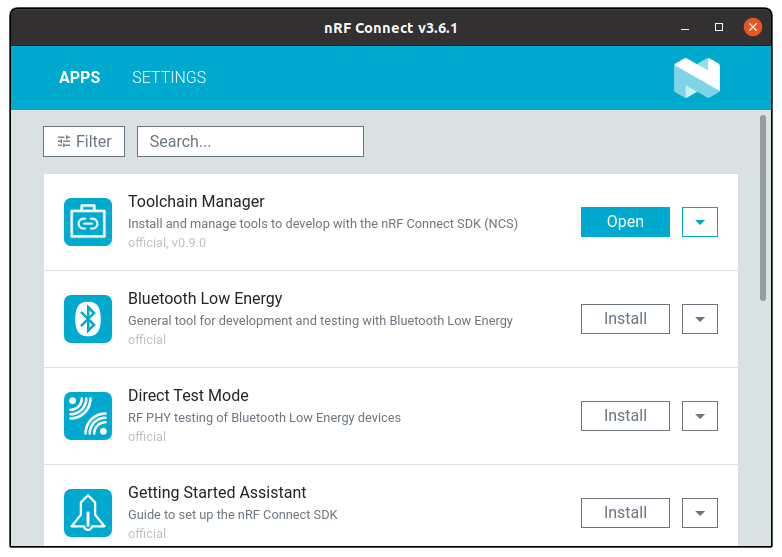 nRF Connect v3.6.1
APPS SETTINGS
Filter Search...
Toolchain Manager
Install and manage tools to develop with the nRF Connect SDK (NCS)
official, v0.9.0
Open
Bluetooth Low Energy
General tool for development and testing with Bluetooth Low Energy
official
Install
Direct Test Mode
RF PHY testing of Bluetooth Low Energy devices
official
Install
Getting Started Assistant
Guide to set up the nRF Connect SDK
official
Install